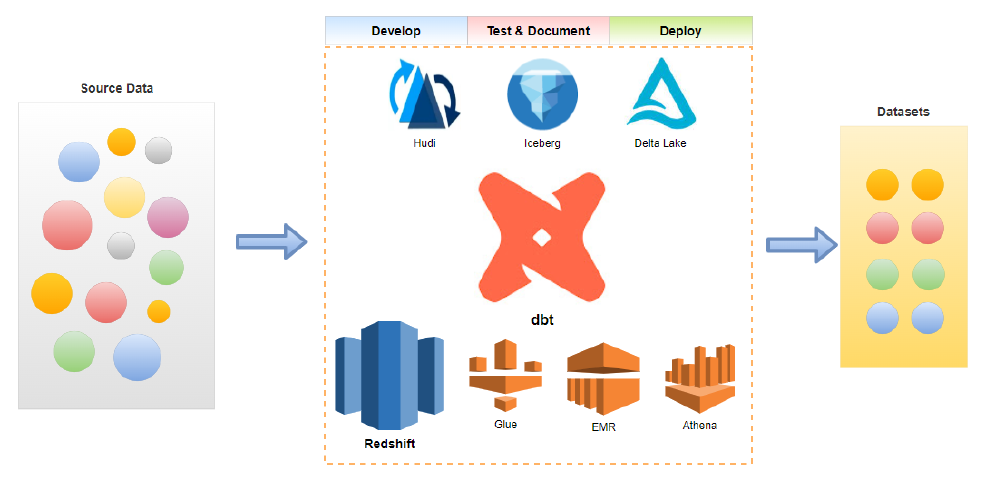 Develop
Test & Document
Deploy
Source Data
Hudi
Iceberg
Delta Lake
Datasets
dbt
Redshift
Glue
EMR
Athena